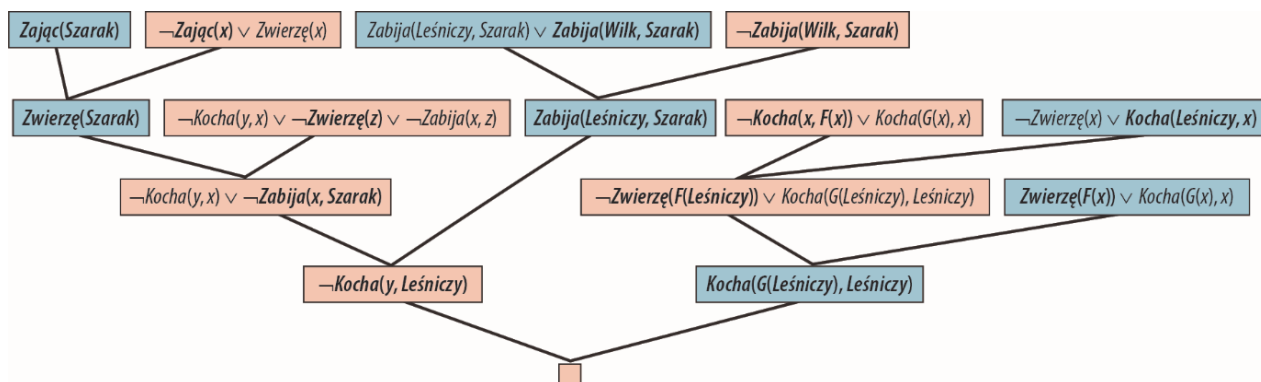 Zając(Szarak)
¬Zając(x) ∨ Zwierzę(x)
Zabija(Leśniczy, Szarak) ∨ Zabija(Wilk, Szarak)
¬Zabija(Wilk, Szarak)
Zwierzę(Szarak)
¬Kocha(y, x) ∨ ¬Zwierzę(z) ∨ ¬Zabija(x, z)
Zabija(Leśniczy, Szarak)
¬Kocha(x, F(x)) ∨ Kocha(G(x), x)
¬Zwierzę(x) ∨ Kocha(Leśniczy, x)
¬Kocha(y, x) ∨ ¬Zabija(x, Szarak)
¬Zwierzę(F(Leśniczy)) ∨ Kocha(G(Leśniczy), Leśniczy)
Zwierzę(F(x)) ∨ Kocha(G(x), x)
¬Kocha(y, Leśniczy)
Kocha(G(Leśniczy), Leśniczy)